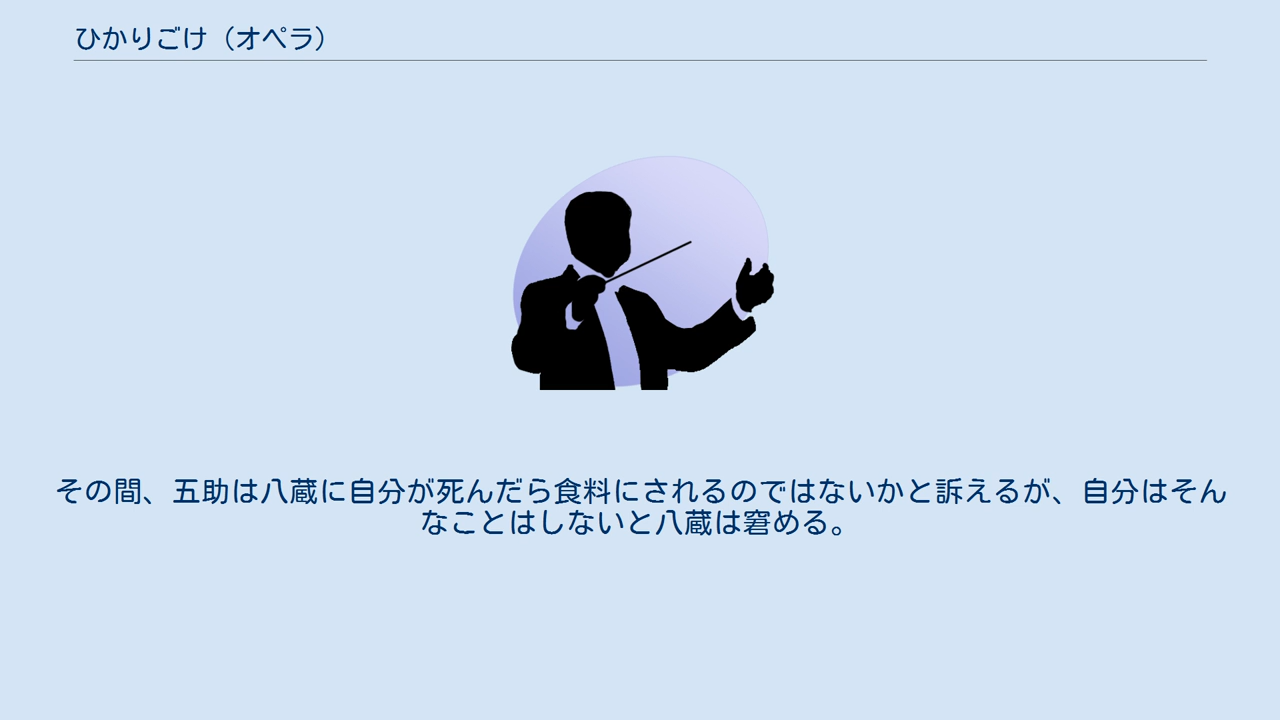 ひかりごけ（オペラ）
その間、五助は八蔵に自分が死んだら食料にされるのではないかと訴えるが、自分はそん
なことはしないと八蔵は窘める。